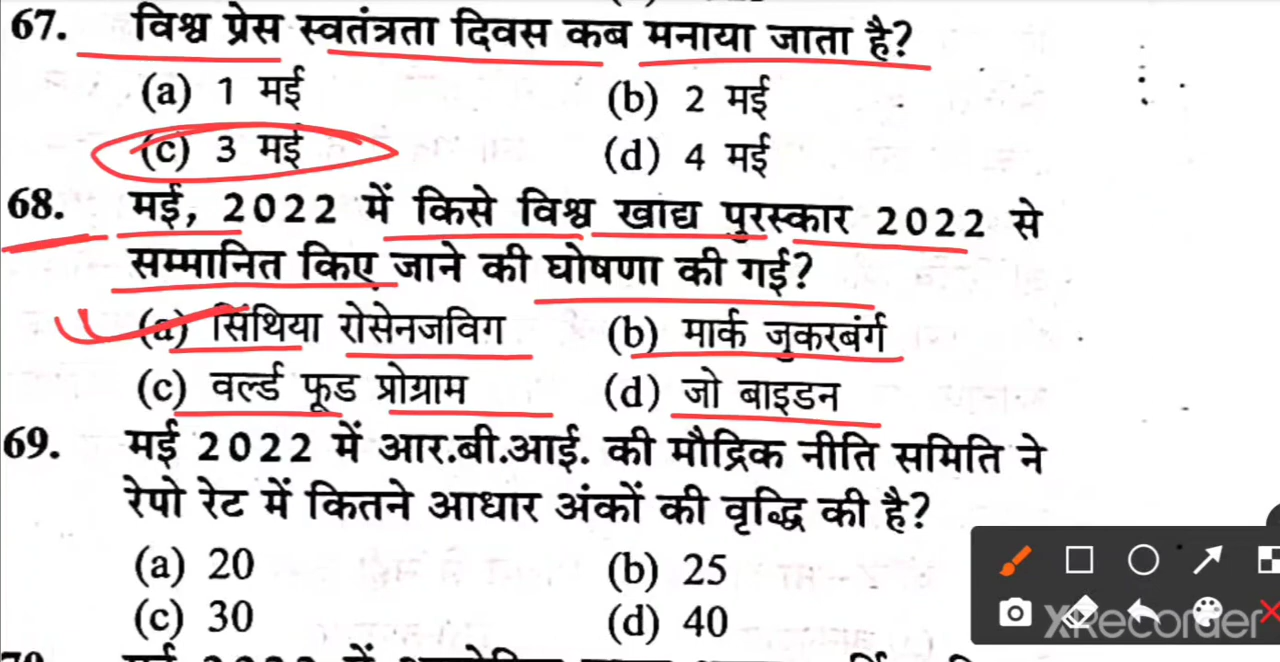 67. विश्व प्रेस स्वतंत्रता दिवस कब मनाया जाता है?
(a) 1 मई (b) 2 मई
(c) 3 मई (d) 4 मई
68. मई, 2022 में किसे विश्व खाद्य पुरस्कार 2022 से
सम्मानित किए जाने की घोषणा की गई?
(a) सिंथिया रोसेनजविग (b) मार्क जुकरबंर्ग
(c) वर्ल्ड फूड प्रोग्राम (d) जो बाइडन
69. मई 2022 में आर.बी.आई. की मौद्रिक नीति समिति ने
रेपो रेट में कितने आधार अंकों की वृद्धि की है?
(a) 20 (b) 25
(c) 30 (d) 40
XRecorder